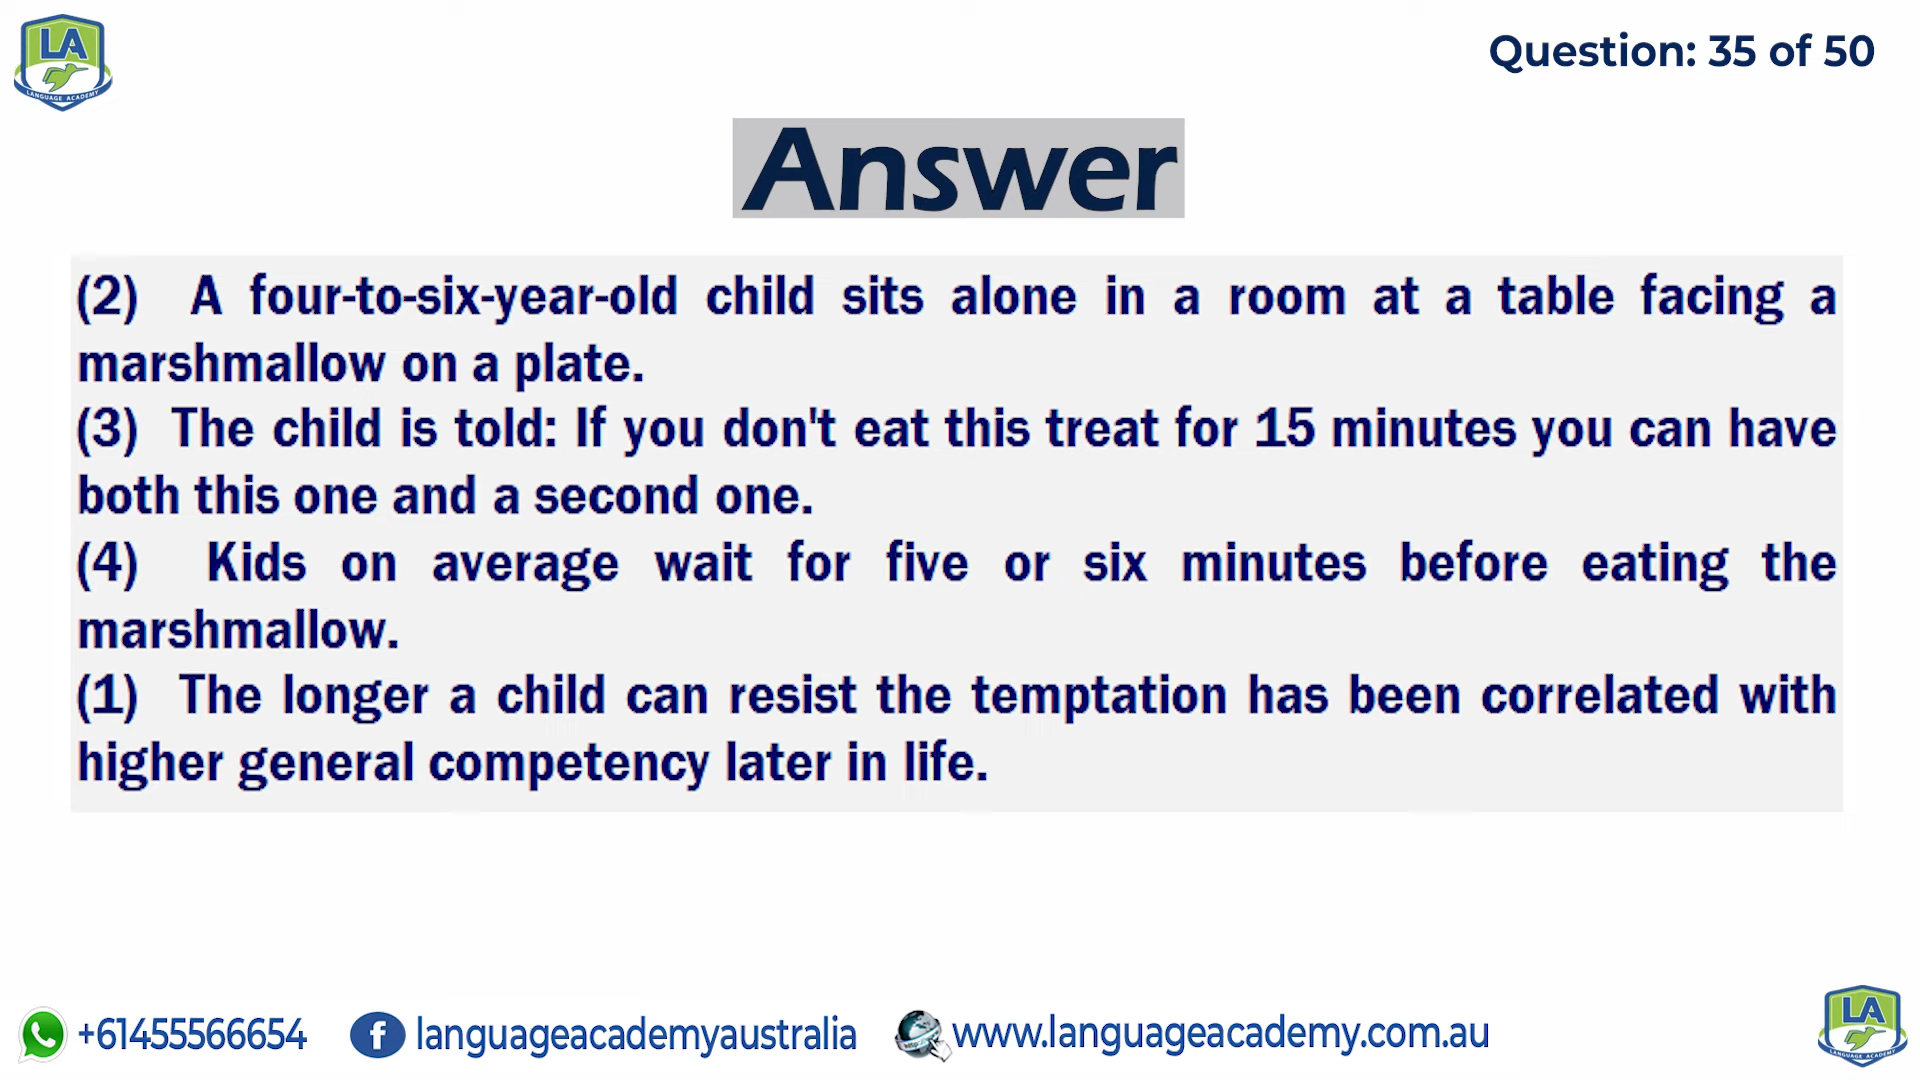 LA
LANGUAGE ACADEMY
Question: 35 of 50
Answer
(2) A four-to-six-year-old child sits alone in a room at a table facing a
marshmallow on a plate.
(3) The child is told: If you don't eat this treat for 15 minutes you can have
both this one and a second one.
(4) Kids on average wait for five or six minutes before eating the
marshmallow.
(1) The longer a child can resist the temptation has been correlated with
higher general competency later in life.
+61455566654
f languageacademyaustralia
www.languageacademy.com.au
LA
LANGUAGE ACADEMY